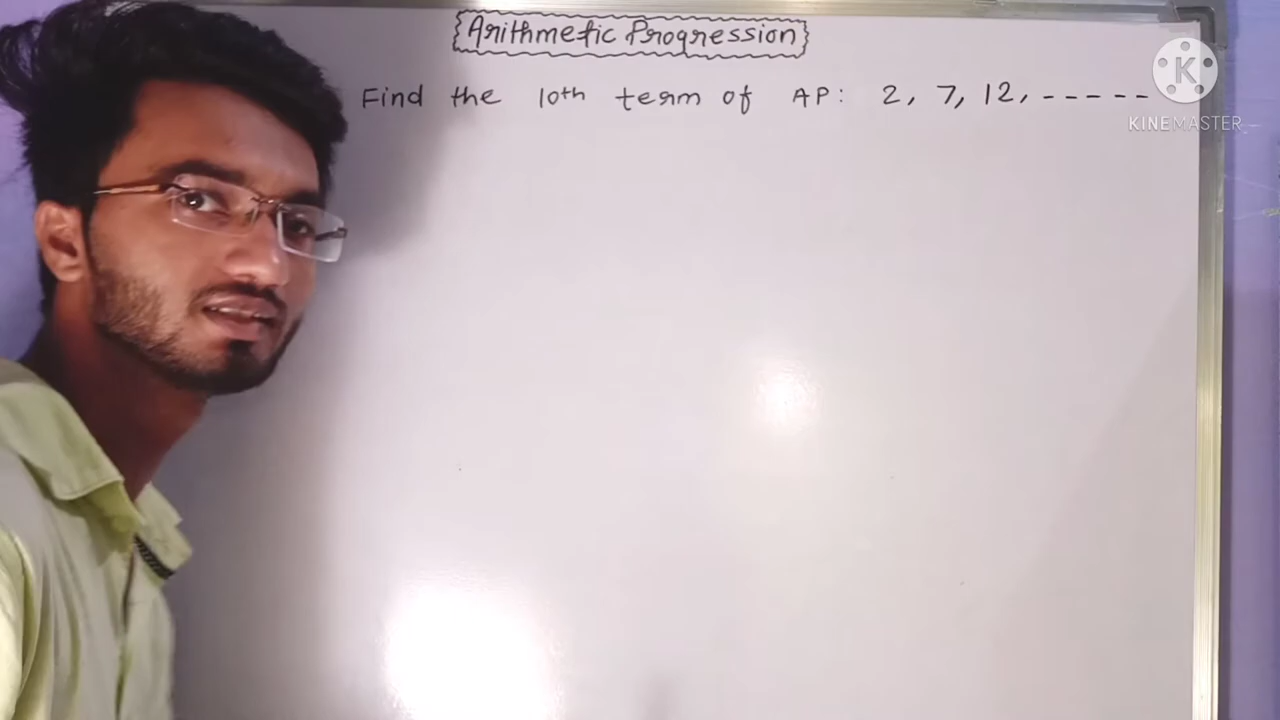 Arithmetic Progression
Find the 10th term of AP: 2, 7, 12, -----
K
KINEMASTER